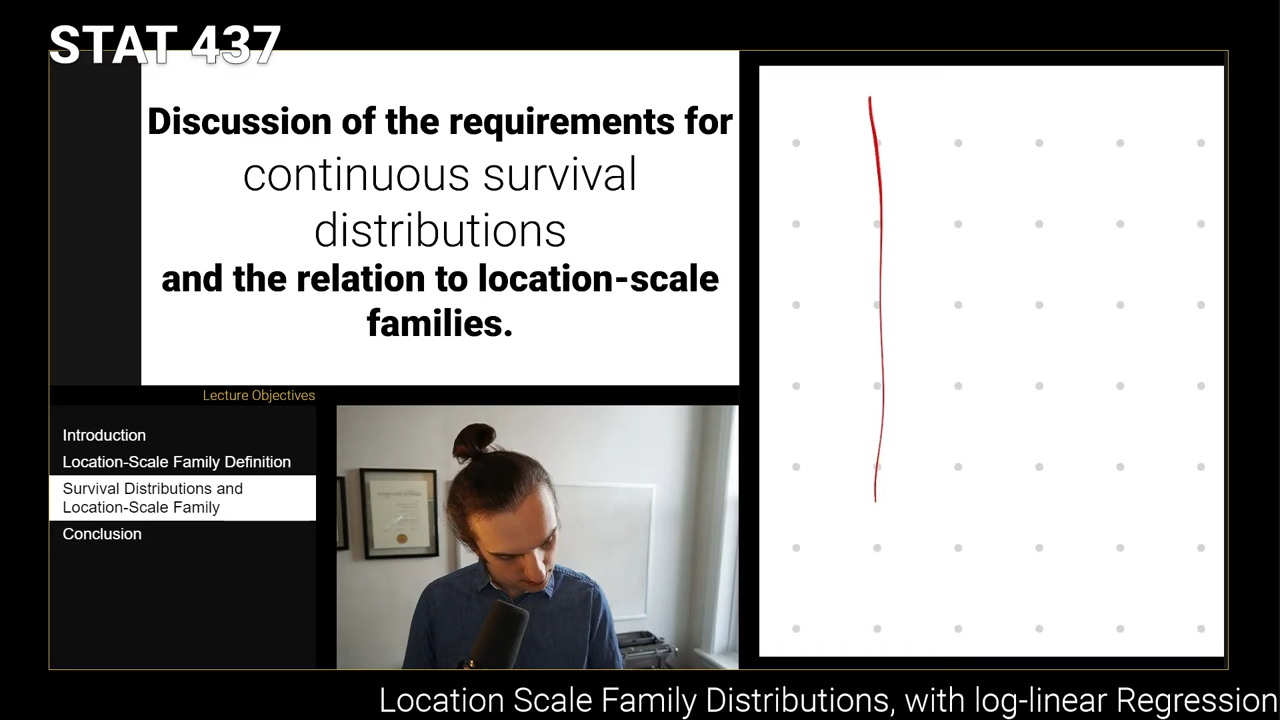 STAT 437
Discussion of the requirements for
continuous survival
distributions
and the relation to location-scale
families.
Lecture Objectives
Introduction
Location-Scale Family Definition
Survival Distributions and
Location-Scale Family
Conclusion
Location Scale Family Distributions, with log-linear Regression